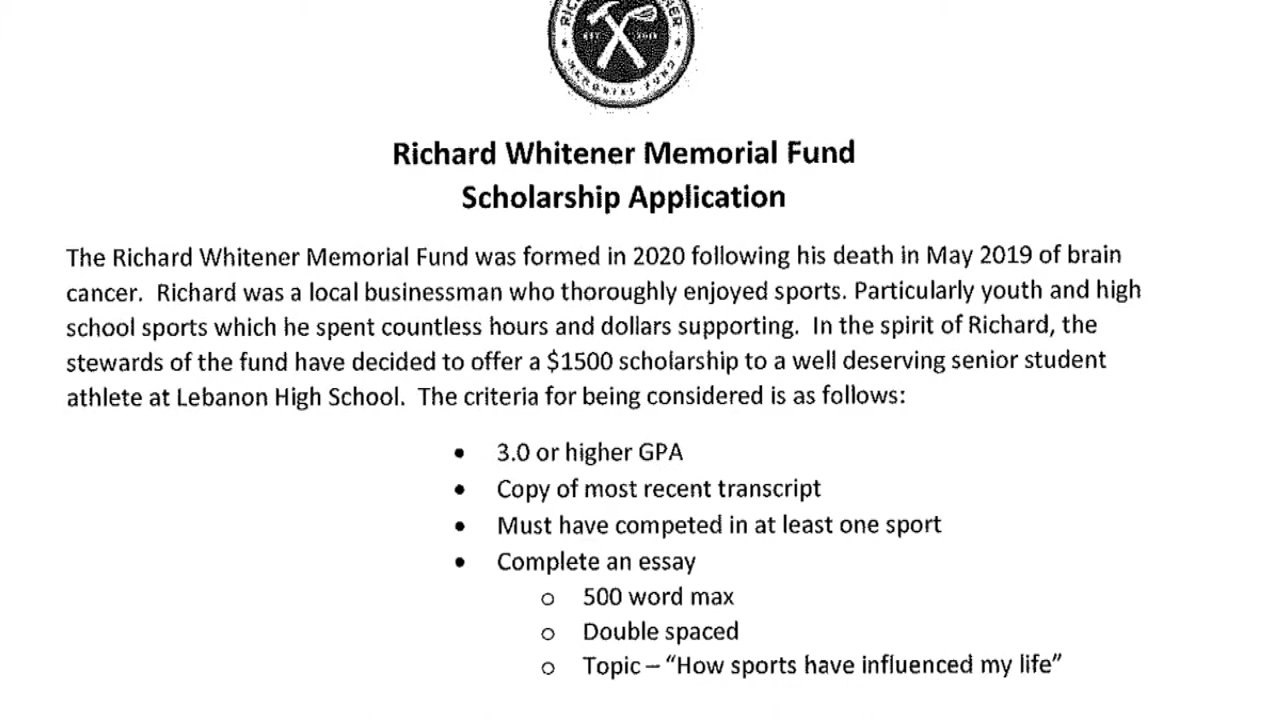 EST 2019
MEMORIAL FUND
Richard Whitener Memorial Fund
Scholarship Application
The Richard Whitener Memorial Fund was formed in 2020 following his death in May 2019 of brain
cancer. Richard was a local businessman who thoroughly enjoyed sports. Particularly youth and high
school sports which he spent countless hours and dollars supporting. In the spirit of Richard, the
stewards of the fund have decided to offer a $1500 scholarship to a well deserving senior student
athlete at Lebanon High School. The criteria for being considered is as follows:
• 3.0 or higher GPA
• Copy of most recent transcript
• Must have competed in at least one sport
• Complete an essay
o 500 word max
o Double spaced
o Topic – “How sports have influenced my life”